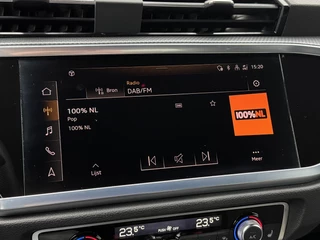 15:20
Radio
Bron
DAB/FM
100% NL
Pop
100% NL
100%NL
Lijst
Meer
23,5°C
OFF
23,5°C